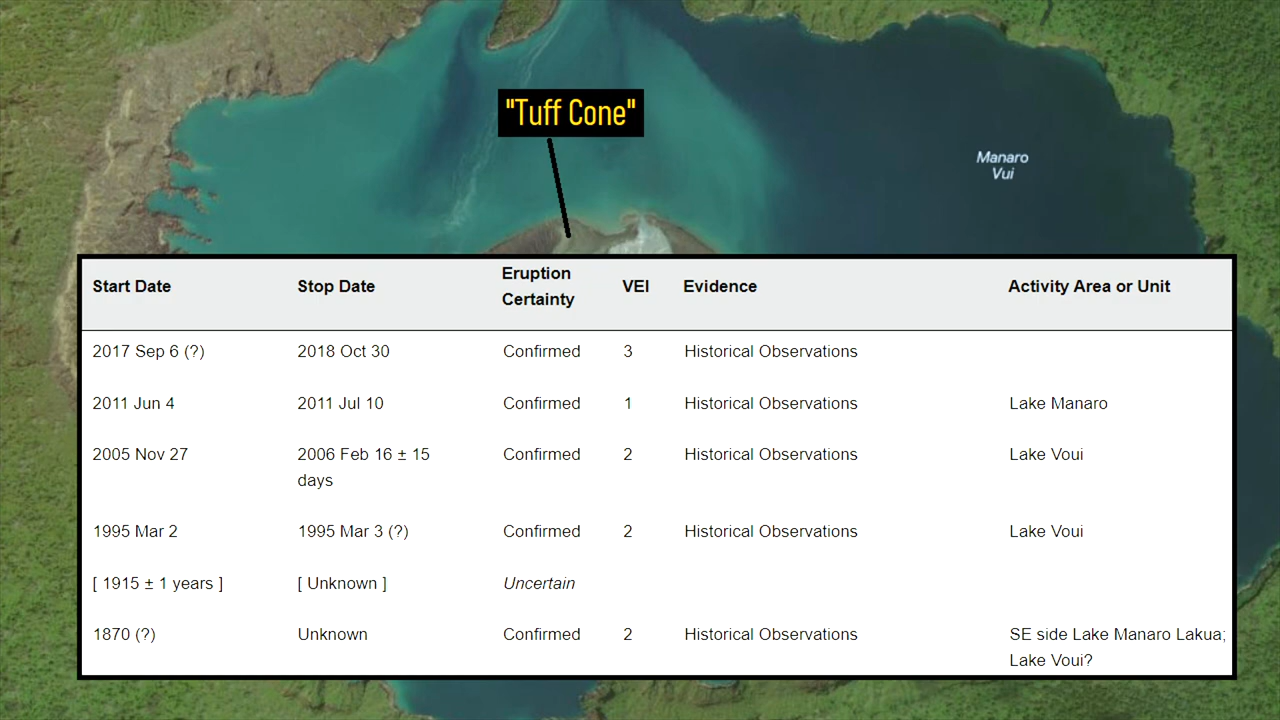 "Tuff Cone"
Manaro
Vui
Start Date Stop Date Eruption Certainty VEI Evidence Activity Area or Unit
2017 Sep 6 (?) 2018 Oct 30 Confirmed 3 Historical Observations
2011 Jun 4 2011 Jul 10 Confirmed 1 Historical Observations Lake Manaro
2005 Nov 27 2006 Feb 16 ± 15 Confirmed 2 Historical Observations Lake Voui
days
1995 Mar 2 1995 Mar 3 (?) Confirmed 2 Historical Observations Lake Voui
[ 1915 ± 1 years ] [ Unknown ] Uncertain
1870 (?) Unknown Confirmed 2 Historical Observations SE side Lake Manaro Lakua;
Lake Voui?